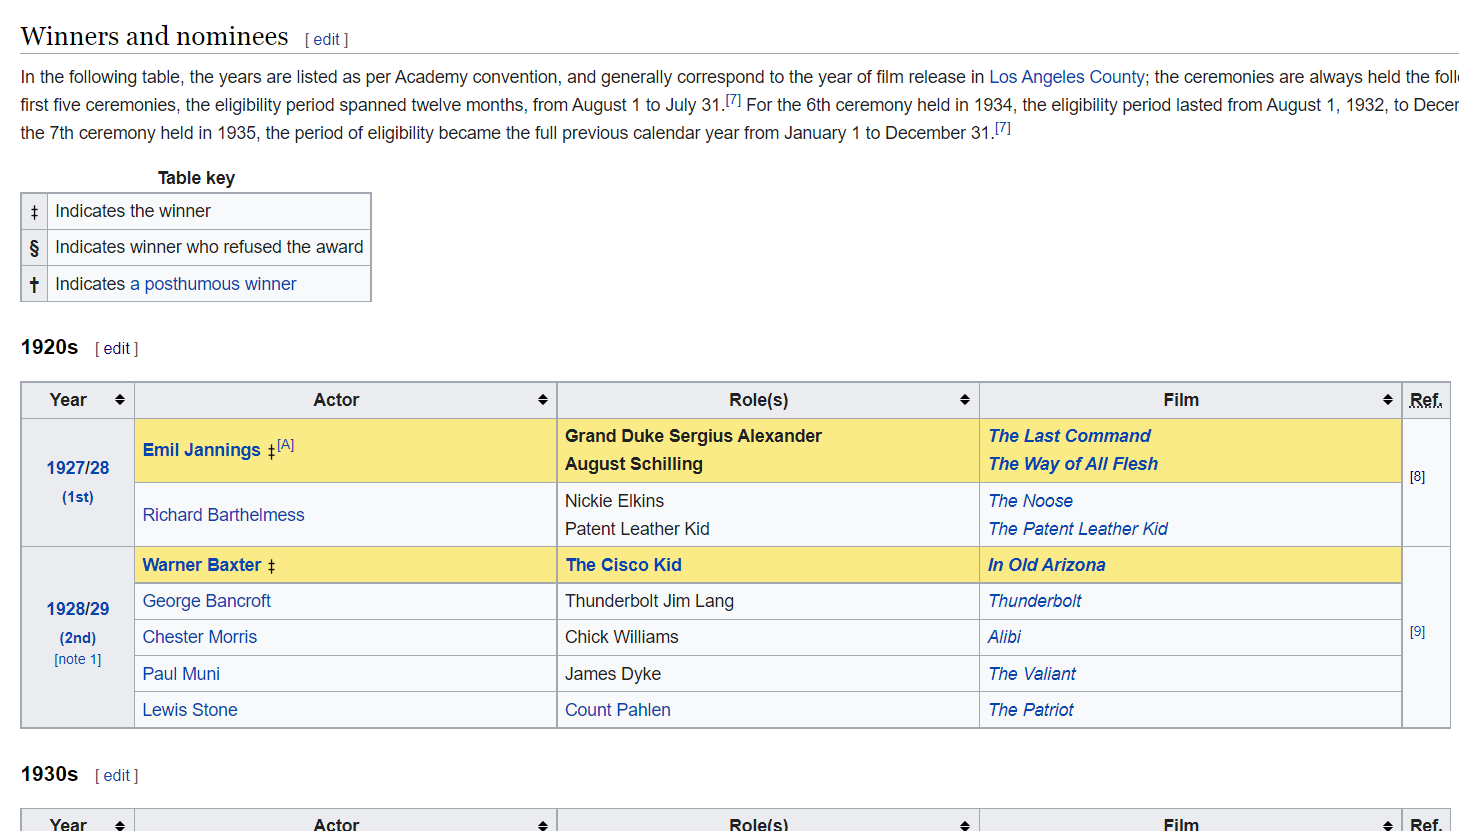 Winners and nominees [ edit ]
In the following table, the years are listed as per Academy convention, and generally correspond to the year of film release in Los Angeles County; the ceremonies are always held the
first five ceremonies, the eligibility period spanned twelve months, from August 1 to July 31.[7] For the 6th ceremony held in 1934, the eligibility period lasted from August 1, 1932, to
the 7th ceremony held in 1935, the period of eligibility became the full previous calendar year from January 1 to December 31.[7]
Table key
‡ Indicates the winner
§ Indicates winner who refused the award
† Indicates a posthumous winner
1920s [ edit ]
Year Actor Role(s) Film Ref.
1927/28
(1st)
Emil Jennings ‡[A]
Grand Duke Sergius Alexander
August Schilling
The Last Command
The Way of All Flesh
[8]
Richard Barthelmess
Nickie Elkins
Patent Leather Kid
The Noose
The Patent Leather Kid
1928/29
(2nd)
[note 1]
Warner Baxter ‡ The Cisco Kid In Old Arizona
[9]
George Bancroft Thunderbolt Jim Lang Thunderbolt
Chester Morris Chick Williams Alibi
Paul Muni James Dyke The Valiant
Lewis Stone Count Pahlen The Patriot
1930s [ edit ]
Year Actor Role(s) Film Ref.